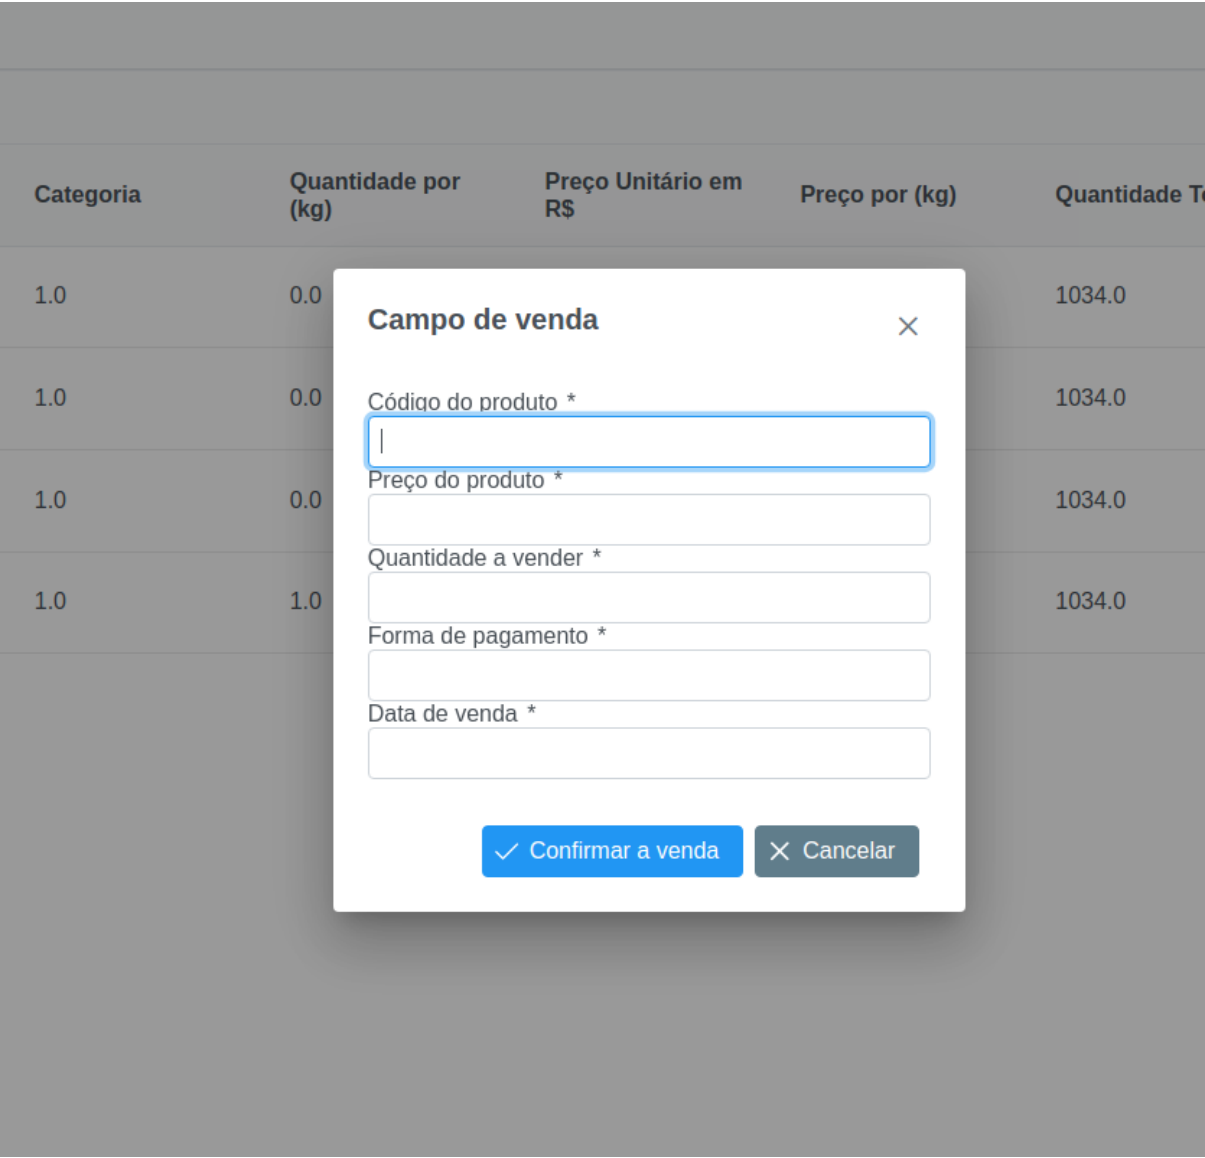 Categoria
Quantidade por
(kg)
Preço Unitário em
R$
Preço por (kg)
Quantidade
1.0
0.0
1034.0
1.0
0.0
1034.0
1.0
0.0
1034.0
1.0
1.0
1034.0
Campo de venda
Código do produto *
Preço do produto *
Quantidade a vender *
Forma de pagamento *
Data de venda *
Confirmar a venda
Cancelar